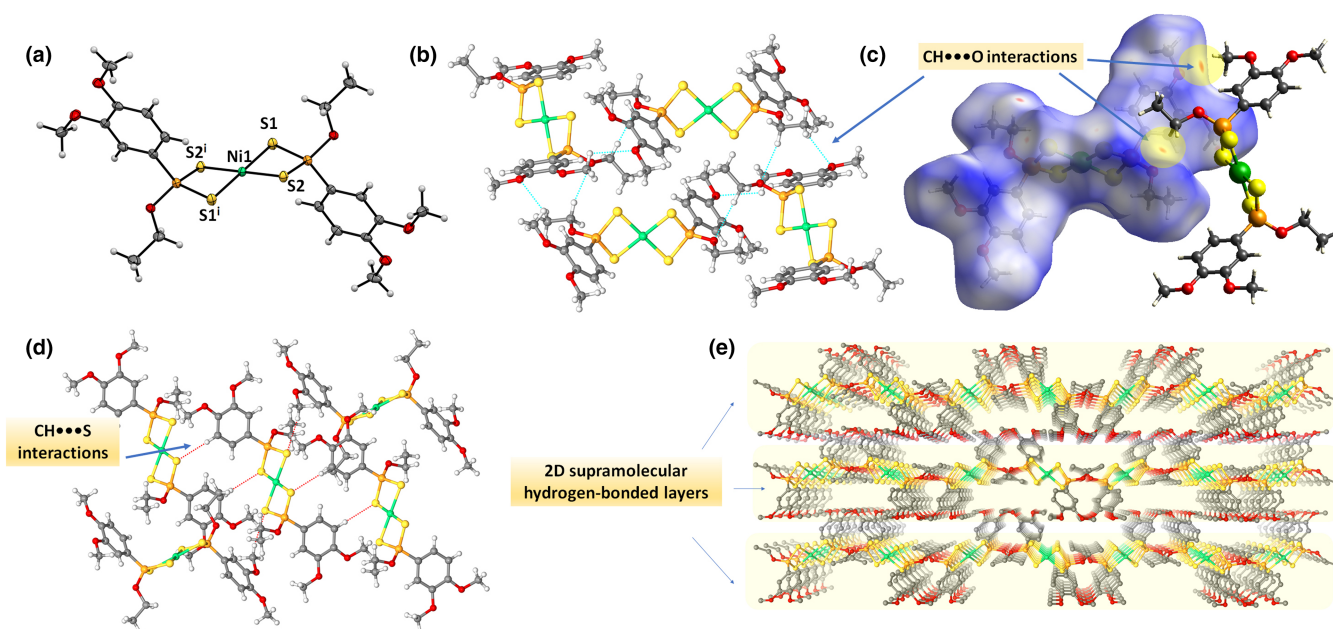 (a)
S1
S2ⁱ
Ni1
S2
S1ⁱ
(b)
(c)
CH●●●O interactions
(d)
CH●●●S
interactions
(e)
2D supramolecular
hydrogen-bonded layers